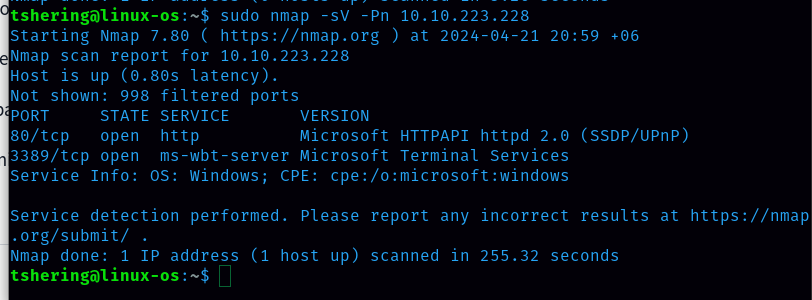 tshering@linux-os:~$ sudo nmap -sV -Pn 10.10.223.228
Starting Nmap 7.80 ( https://nmap.org ) at 2024-04-21 20:59 +06
Nmap scan report for 10.10.223.228
Host is up (0.80s latency).
Not shown: 998 filtered ports
PORT     STATE SERVICE       VERSION
80/tcp   open  http          Microsoft HTTPAPI httpd 2.0 (SSDP/UPnP)
3389/tcp open  ms-wbt-server Microsoft Terminal Services
Service Info: OS: Windows; CPE: cpe:/o:microsoft:windows
Service detection performed. Please report any incorrect results at https://nmap
.org/submit/ .
Nmap done: 1 IP address (1 host up) scanned in 255.32 seconds
tshering@linux-os:~$